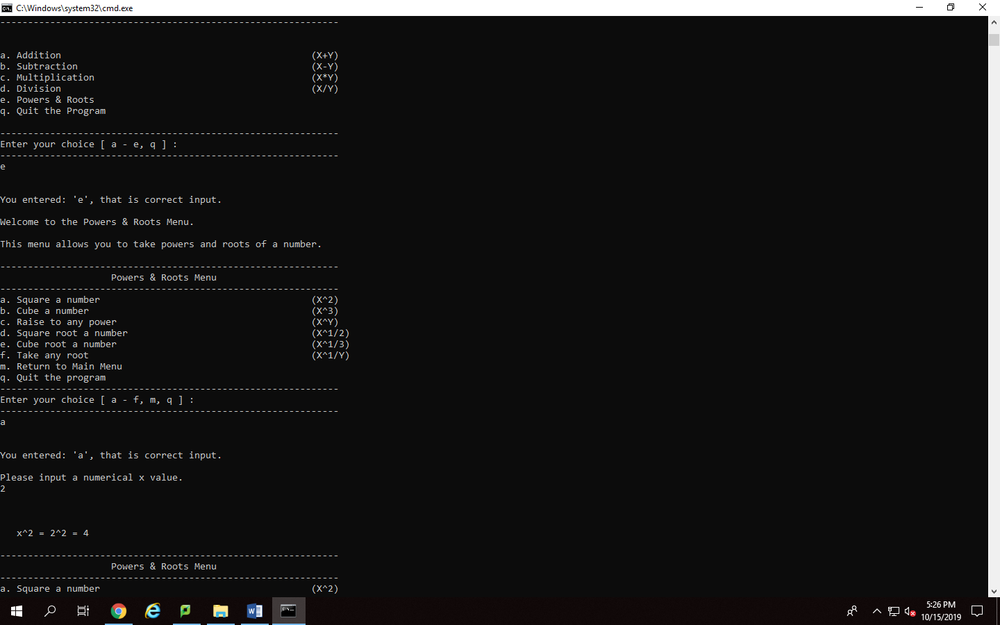 C:\Windows\system32\cmd.exe
-------------------------------------------------------------
a. Addition (X+Y)
b. Subtraction (X-Y)
c. Multiplication (X*Y)
d. Division (X/Y)
e. Powers & Roots
q. Quit the Program
-------------------------------------------------------------
Enter your choice [ a - e, q ] :
-------------------------------------------------------------
e
You entered: 'e', that is correct input.
Welcome to the Powers & Roots Menu.
This menu allows you to take powers and roots of a number.
-------------------------------------------------------------
Powers & Roots Menu
-------------------------------------------------------------
a. Square a number (X^2)
b. Cube a number (X^3)
c. Raise to any power (X^Y)
d. Square root a number (X^1/2)
e. Cube root a number (X^1/3)
f. Take any root (X^1/Y)
m. Return to Main Menu
q. Quit the program
-------------------------------------------------------------
Enter your choice [ a - f, m, q ] :
-------------------------------------------------------------
a
You entered: 'a', that is correct input.
Please input a numerical x value.
2
x^2 = 2^2 = 4
-------------------------------------------------------------
Powers & Roots Menu
-------------------------------------------------------------
a. Square a number (X^2)
5:26 PM
10/15/2019